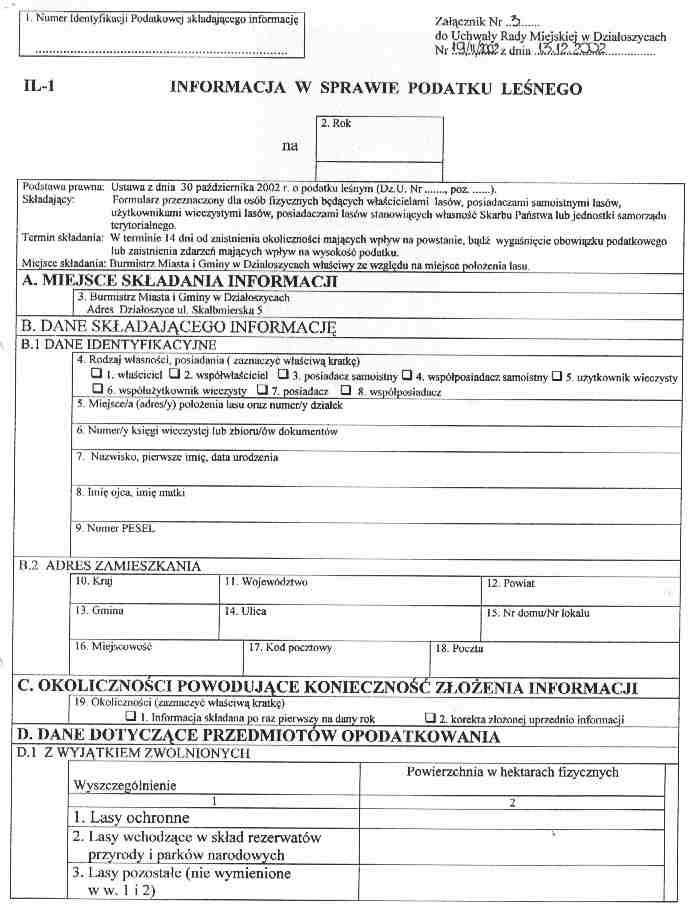 1. Numer Identyfikacji Podatkowej składającego informację
Załącznik Nr ..3......
do Uchwały Rady Miejskiej w Działoszycach
Nr 19/II/2002 z dnia ..13.12.2002................
IL-1
INFORMACJA W SPRAWIE PODATKU LEŚNEGO
2. Rok
na
Podstawa prawna: Ustawa z dnia 30 października 2002 r. o podatku leśnym (Dz.U. Nr ......., poz. ......).
Składający: Formularz przeznaczony dla osób fizycznych będących właścicielami lasów, posiadaczami samoistnymi lasów,
użytkownikami wieczystymi lasów, posiadaczami lasów stanowiących własność Skarbu Państwa lub jednostki samorządu
terytorialnego.
Termin składania: W terminie 14 dni od zaistnienia okoliczności mających wpływ na powstanie, bądź wygaśnięcie obowiązku podatkowego
lub zaistnienia zdarzeń mających wpływ na wysokość podatku.
Miejsce składania: Burmistrz Miasta i Gminy w Działoszycach właściwy ze względu na miejsce położenia lasu.
A. MIEJSCE SKŁADANIA INFORMACJI
3. Burmistrz Miasta i Gminy w Działoszycach
Adres Działoszyce ul. Skalbmierska 5
B. DANE SKŁADAJĄCEGO INFORMACJĘ
B.1 DANE IDENTYFIKACYJNE
4. Rodzaj własności, posiadania ( zaznaczyć właściwą kratkę)
❑ 1. właściciel ❑ 2. współwłaściciel ❑ 3. posiadacz samoistny ❑ 4. współposiadacz samoistny ❑ 5. użytkownik wieczysty
❑ 6. współużytkownik wieczysty ❑ 7. posiadacz ❑ 8. współposiadacz
5. Miejsce/a (adres/y) położenia lasu oraz numer/y działek
6. Numer/y księgi wieczystej lub zbioru/ów dokumentów
7. Nazwisko, pierwsze imię, data urodzenia
8. Imię ojca, imię matki
9. Numer PESEL
B.2 ADRES ZAMIESZKANIA
10. Kraj 11. Województwo 12. Powiat
13. Gmina 14. Ulica 15. Nr domu/Nr lokalu
16. Miejscowość 17. Kod pocztowy 18. Poczta
C. OKOLICZNOŚCI POWODUJĄCE KONIECZNOŚĆ ZŁOŻENIA INFORMACJI
19. Okoliczności (zaznaczyć właściwą kratkę)
❑ 1. Informacja składana po raz pierwszy na dany rok ❑ 2. korekta złożonej uprzednio informacji
D. DANE DOTYCZĄCE PRZEDMIOTÓW OPODATKOWANIA
D.1 Z WYJĄTKIEM ZWOLNIONYCH
Wyszczególnienie Powierzchnia w hektarach fizycznych
1 2
1. Lasy ochronne
2. Lasy wchodzące w skład rezerwatów
przyrody i parków narodowych
3. Lasy pozostałe (nie wymienione
w w. 1 i 2)